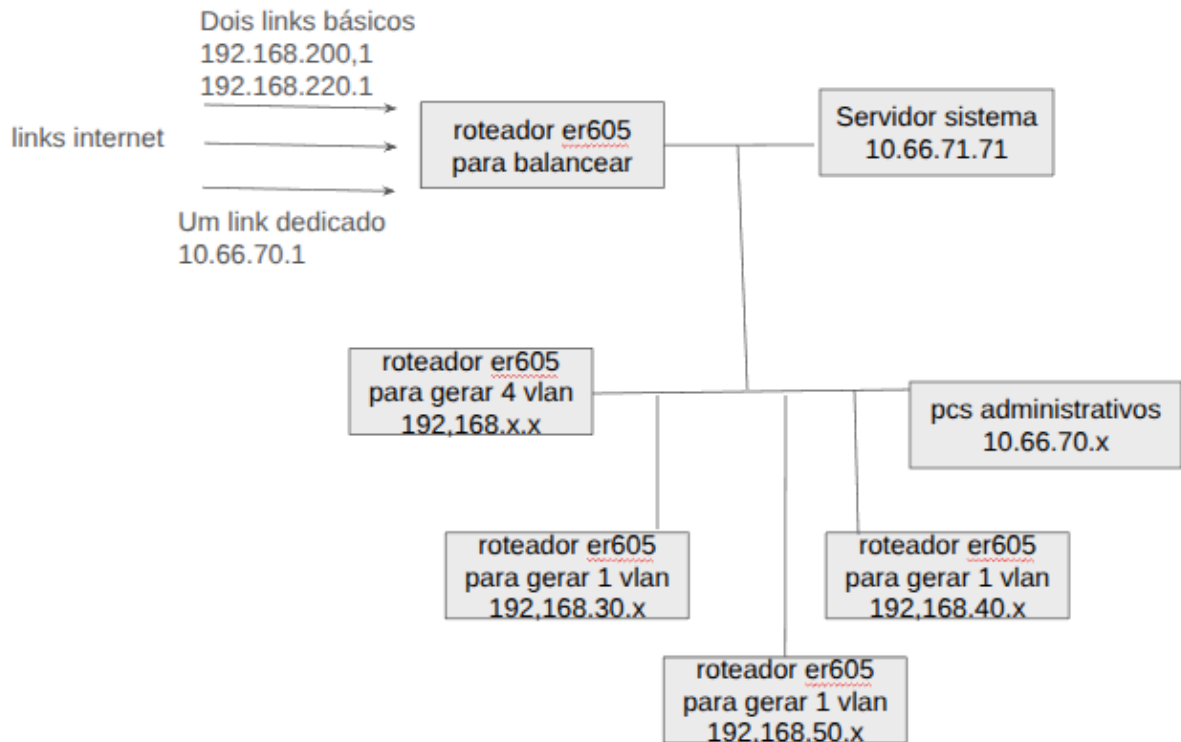 Dois links básicos
192.168.200,1
192.168.220.1
links internet
Um link dedicado
10.66.70.1
roteador er605
para balancear
Servidor sistema
10.66.71.71
roteador er605
para gerar 4 vlan
192,168.x.x
pcs administrativos
10.66.70.x
roteador er605
para gerar 1 vlan
192,168.30.x
roteador er605
para gerar 1 vlan
192,168.40.x
roteador er605
para gerar 1 vlan
192.168.50.x